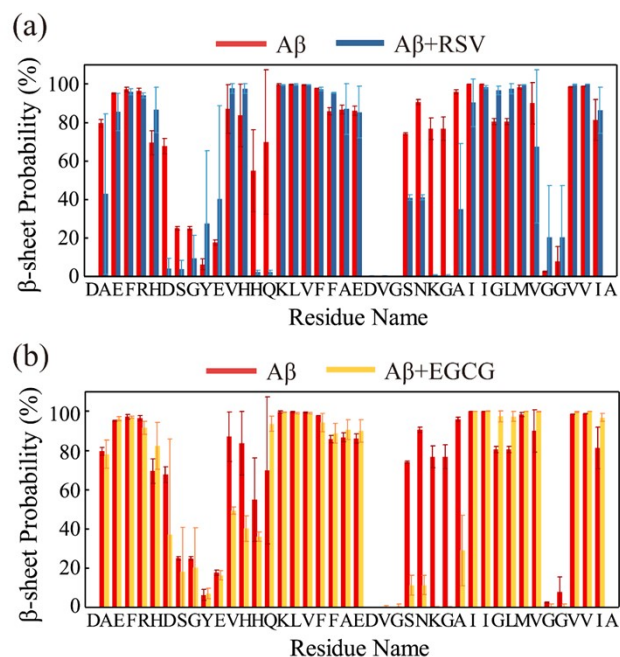 (a)
Aβ Aβ+RSV
β-sheet Probability (%)
100
80
60
40
20
0
DAEFRHDSGYEVHHQKLVFFAEDVGSNKGAIIGLMVGGVVIA
Residue Name
(b)
Aβ Aβ+EGCG
β-sheet Probability (%)
100
80
60
40
20
0
DAEFRHDSGYEVHHQKLVFFAEDVGSNKGAIIGLMVGGVVIA
Residue Name